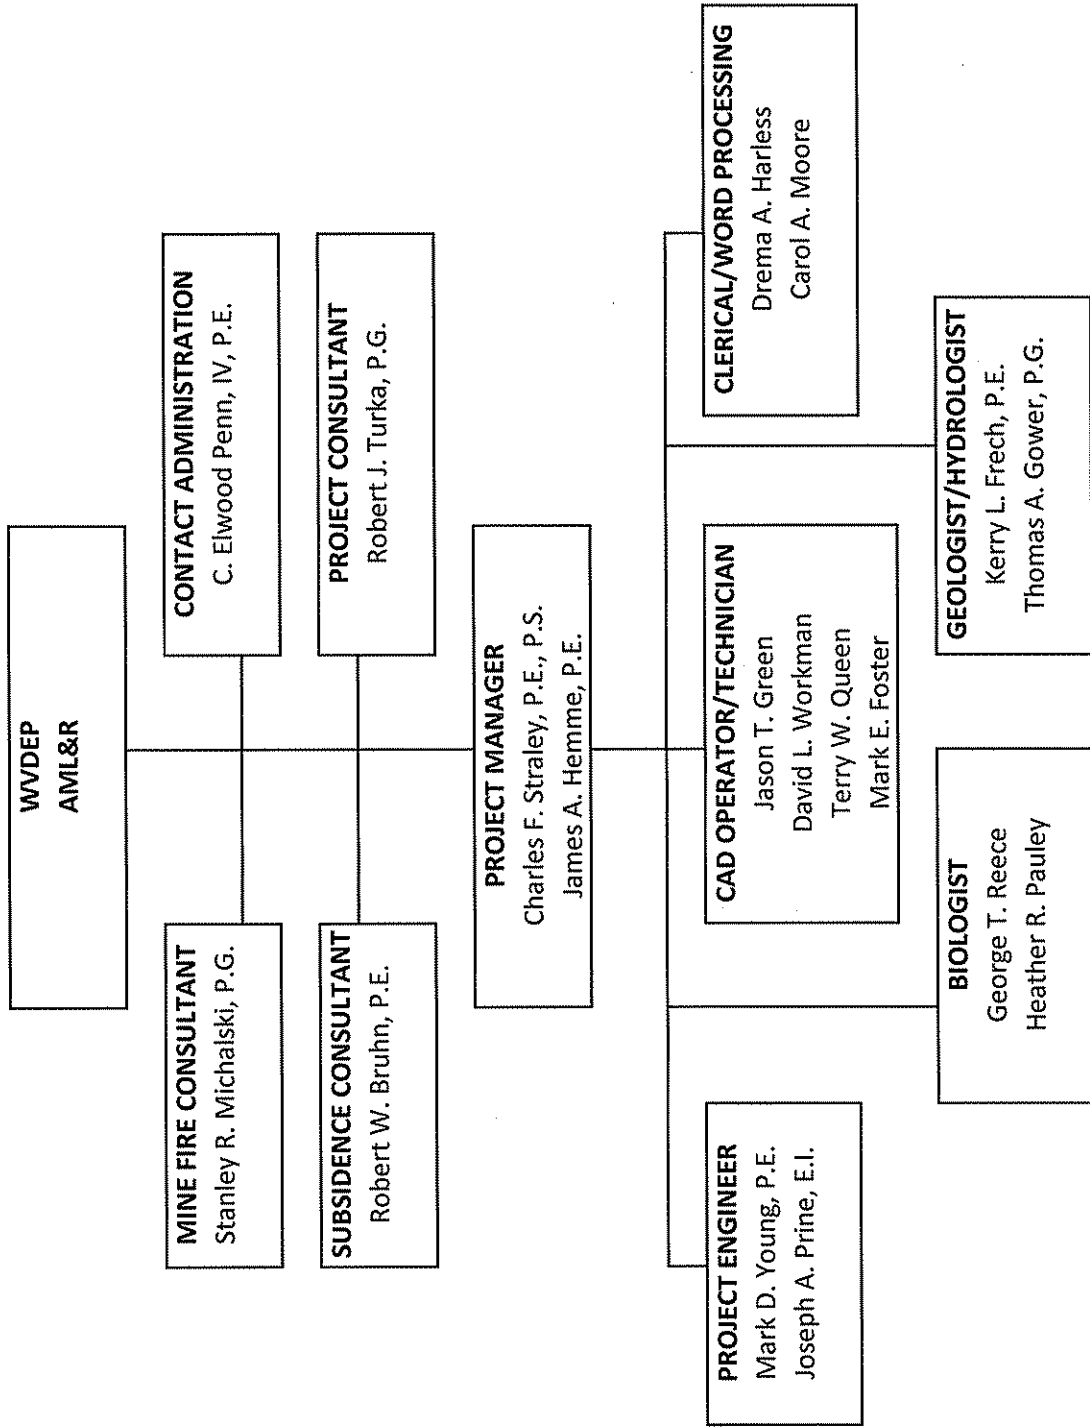 WVDEP
AML&R
MINE FIRE CONSULTANT
Stanley R. Michalski, P.G.
CONTACT ADMINISTRATION
C. Elwood Penn, IV, P.E.
SUBSIDENCE CONSULTANT
Robert W. Bruhn, P.E.
PROJECT CONSULTANT
Robert J. Turka, P.G.
PROJECT MANAGER
Charles F. Straley, P.E., P.S.
James A. Hemme, P.E.
PROJECT ENGINEER
Mark D. Young, P.E.
Joseph A. Prine, E.I.
CAD OPERATOR/TECHNICIAN
Jason T. Green
David L. Workman
Terry W. Queen
Mark E. Foster
CLERICAL/WORD PROCESSING
Drema A. Harless
Carol A. Moore
BIOLOGIST
George T. Reece
Heather R. Pauley
GEOLOGIST/HYDROLOGIST
Kerry L. Frech, P.E.
Thomas A. Gower, P.G.